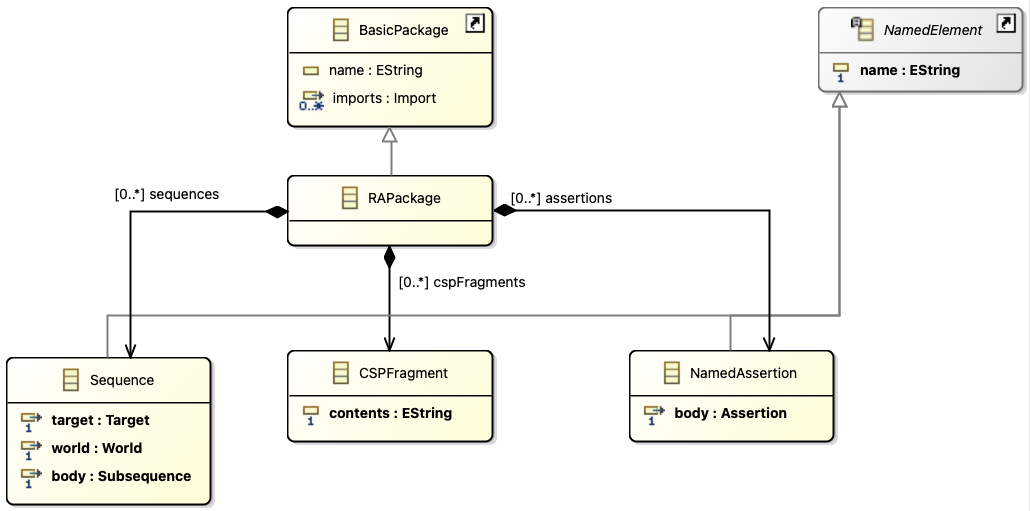 BasicPackage
name : EString
0..* imports : Import
NamedElement
1 name : EString
RAPackage
[0..*] sequences
[0..*] assertions
[0..*] cspFragments
Sequence
1 target : Target
1 world : World
1 body : Subsequence
CSPFragment
1 contents : EString
NamedAssertion
1 body : Assertion